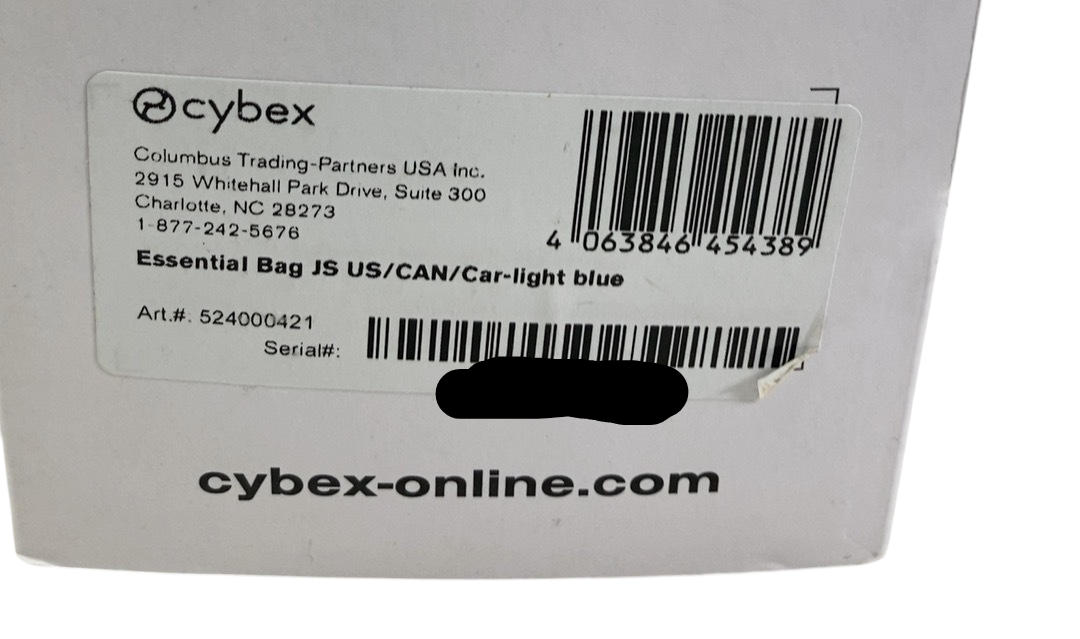 cybex
Columbus Trading-Partners USA Inc.
2915 Whitehall Park Drive, Suite 300
Charlotte, NC 28273
1-877-242-5676
4 063846 454389
Essential Bag JS US/CAN/Car-light blue
Art.#. 524000421
Serial#:
cybex-online.com